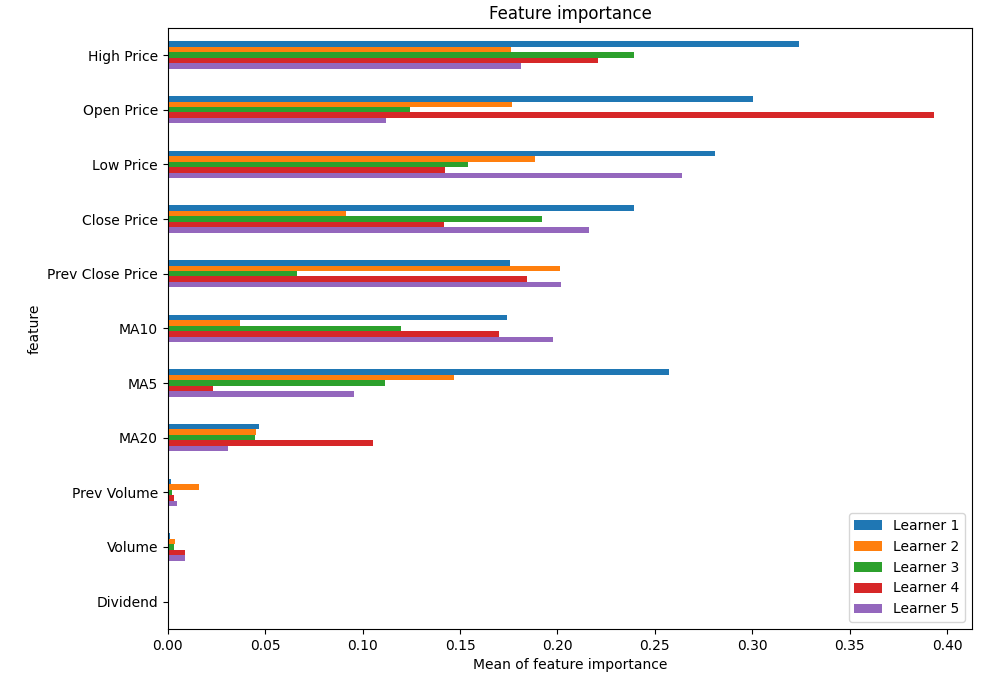 Feature importance
High Price
Open Price
Low Price
Close Price
Prev Close Price
MA10
MA5
MA20
Prev Volume
Volume
Dividend
feature
Learner 1
Learner 2
Learner 3
Learner 4
Learner 5
0.00 0.05 0.10 0.15 0.20 0.25 0.30 0.35 0.40
Mean of feature importance